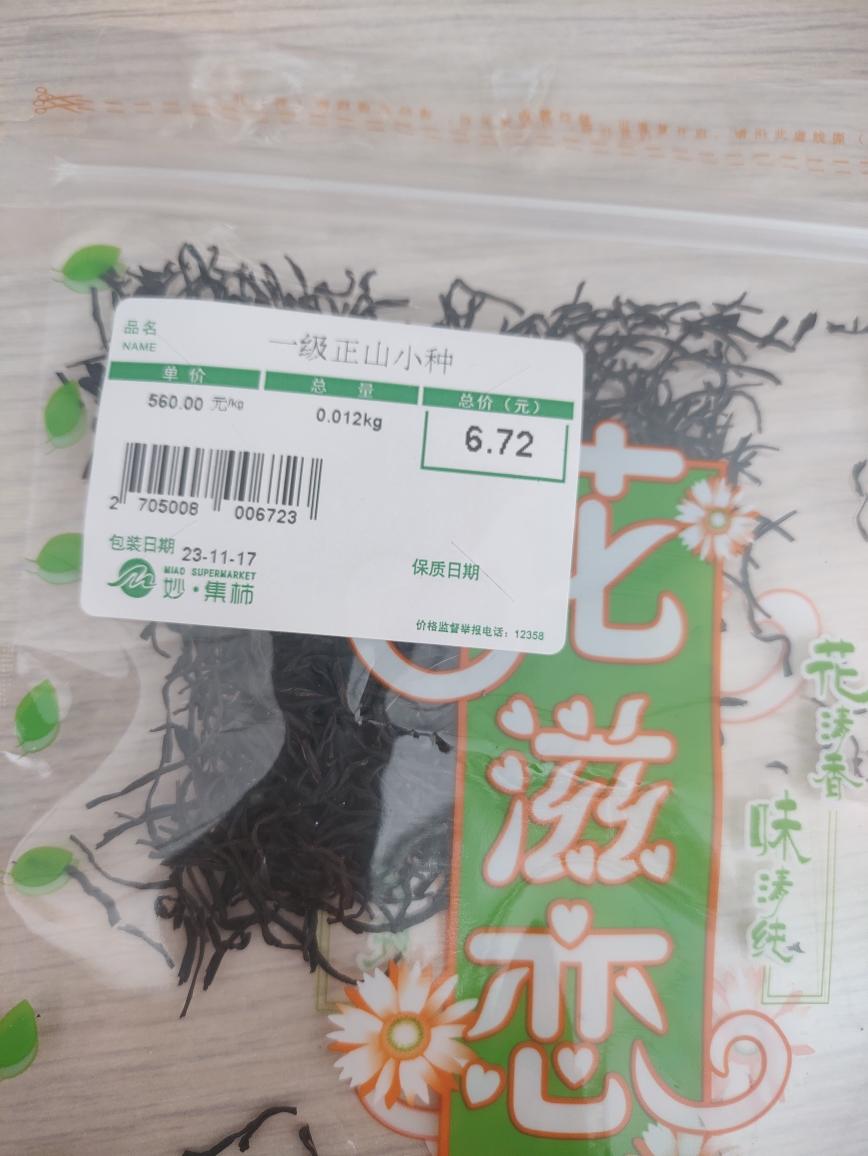 品名
NAME
一级正山小种
单价
总量
总价（元）
560.00 元/kg
0.012kg
6.72
2 705008 006723
包装日期 23-11-17
保质日期
MIAO SUPERMARKET
妙·集柿
价格监督举报电话：12358
花滋恋
花涛香
味涛纯